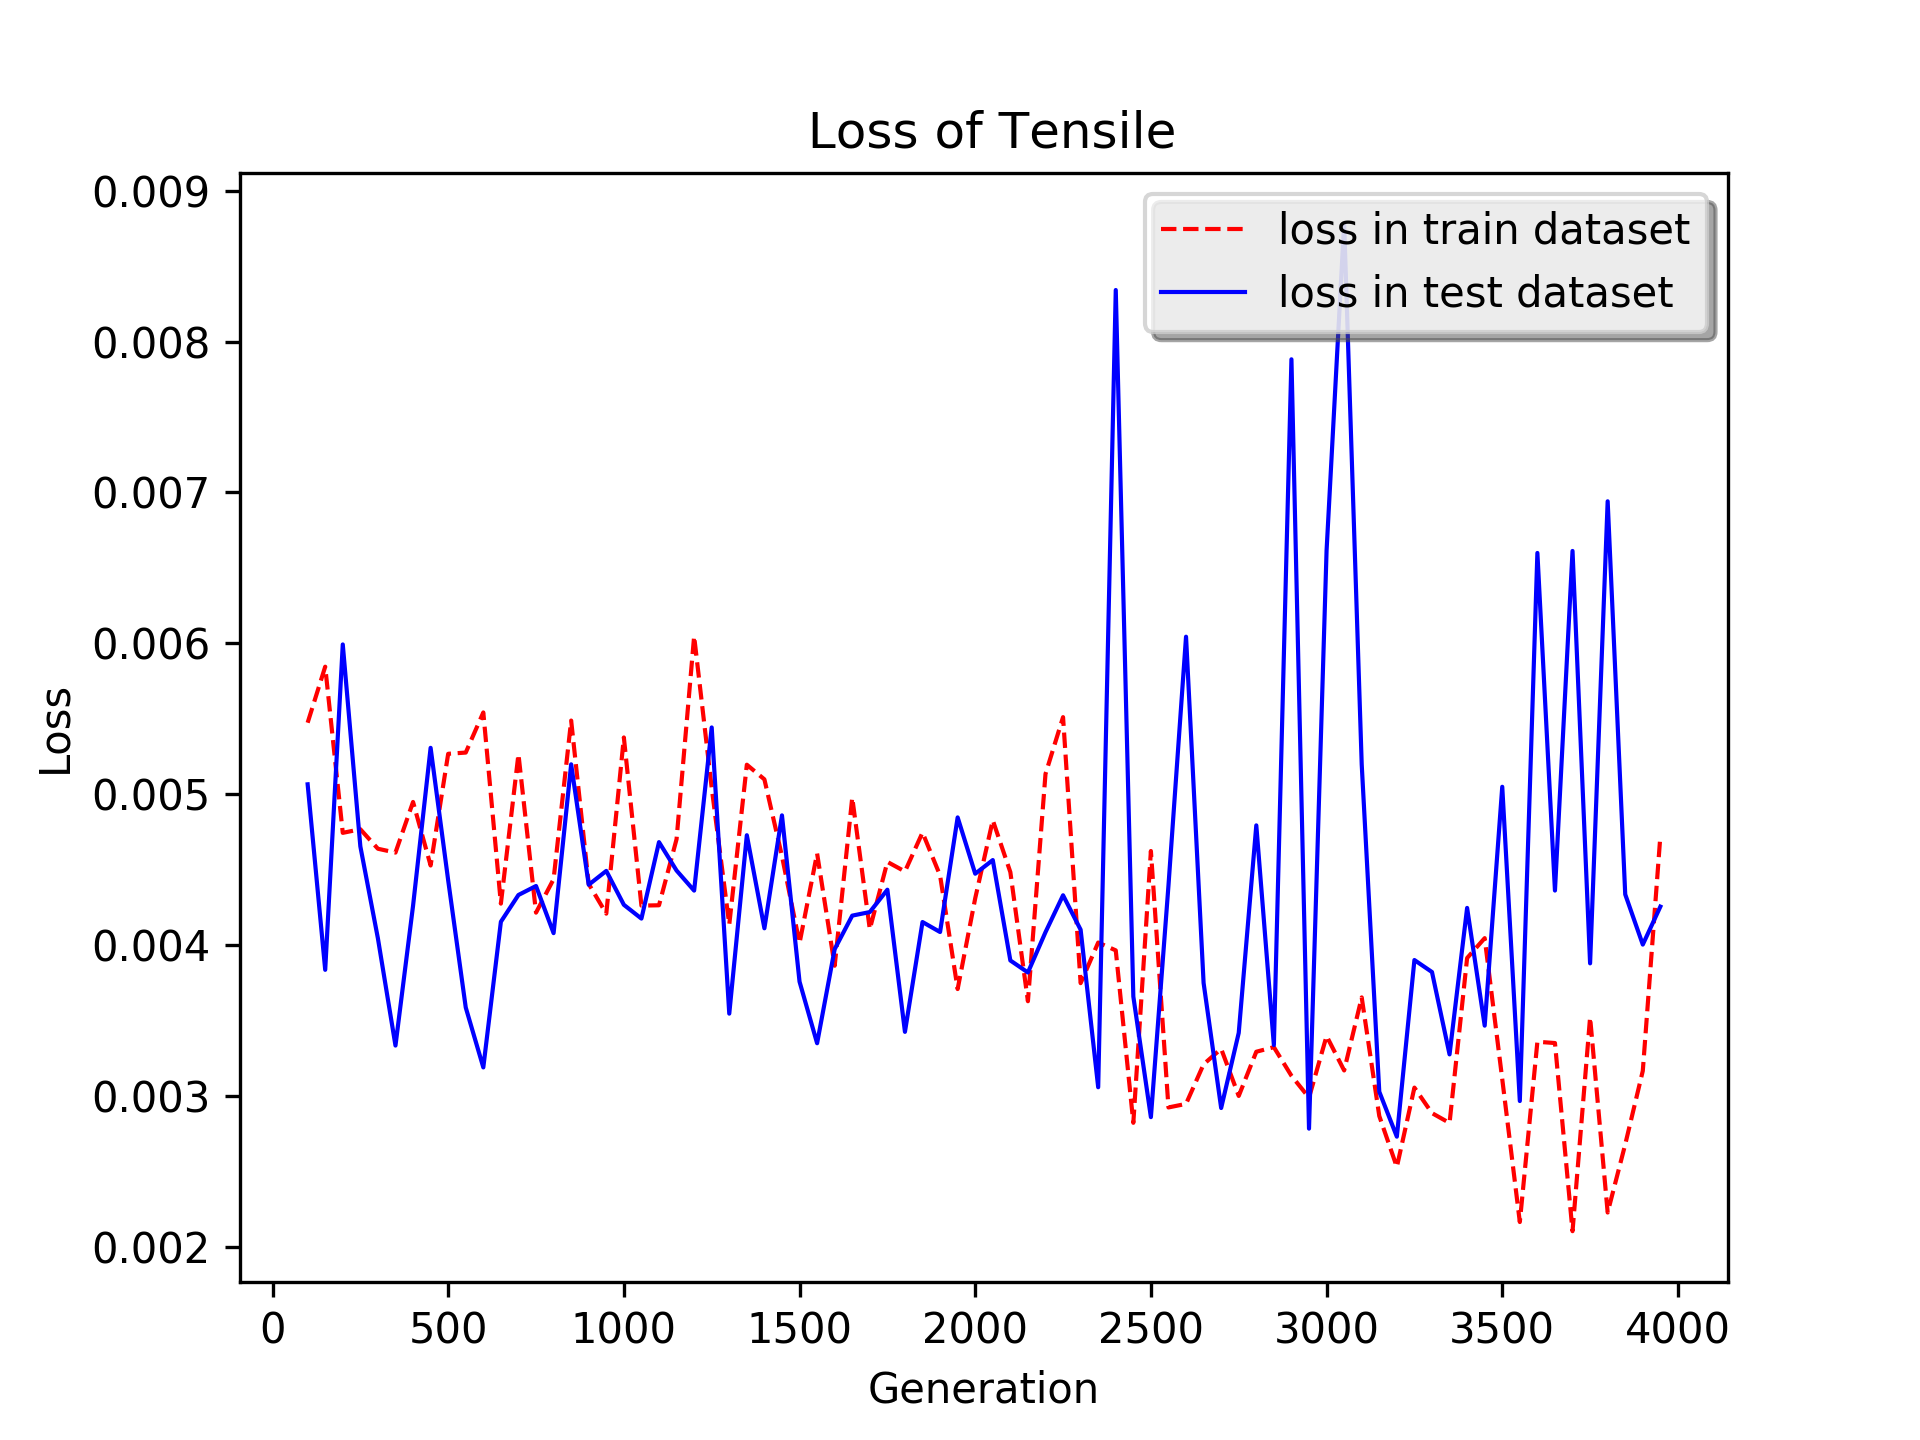 Loss of Tensile
0.009
0.008
0.007
0.006
0.005
0.004
0.003
0.002
Loss
loss in train dataset
loss in test dataset
0 500 1000 1500 2000 2500 3000 3500 4000
Generation